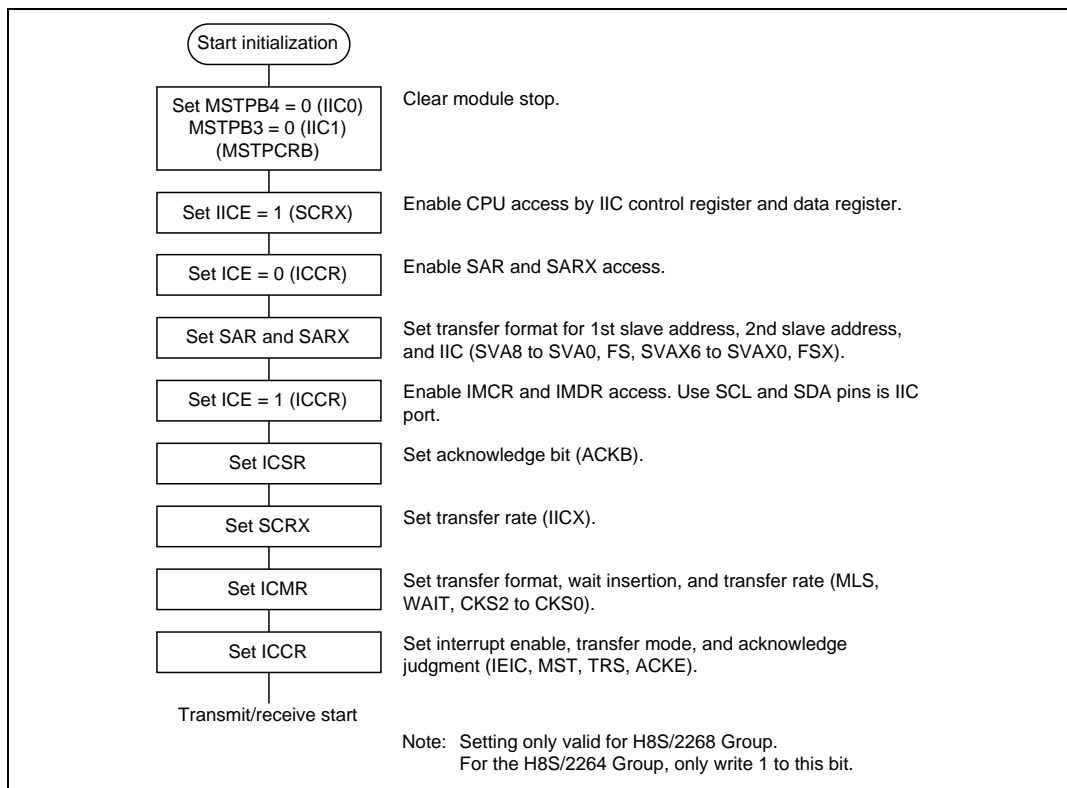 Start initialization
Set MSTPB4 = 0 (IIC0)
MSTPB3 = 0 (IIC1)
(MSTPCRB)
Clear module stop.
Set IICE = 1 (SCRX)
Enable CPU access by IIC control register and data register.
Set ICE = 0 (ICCR)
Enable SAR and SARX access.
Set SAR and SARX
Set transfer format for 1st slave address, 2nd slave address,
and IIC (SVA8 to SVA0, FS, SVAX6 to SVAX0, FSX).
Set ICE = 1 (ICCR)
Enable IMCR and IMDR access. Use SCL and SDA pins is IIC
port.
Set ICSR
Set acknowledge bit (ACKB).
Set SCRX
Set transfer rate (IICX).
Set ICMR
Set transfer format, wait insertion, and transfer rate (MLS,
WAIT, CKS2 to CKS0).
Set ICCR
Set interrupt enable, transfer mode, and acknowledge
judgment (IEIC, MST, TRS, ACKE).
Transmit/receive start
Note: Setting only valid for H8S/2268 Group.
For the H8S/2264 Group, only write 1 to this bit.